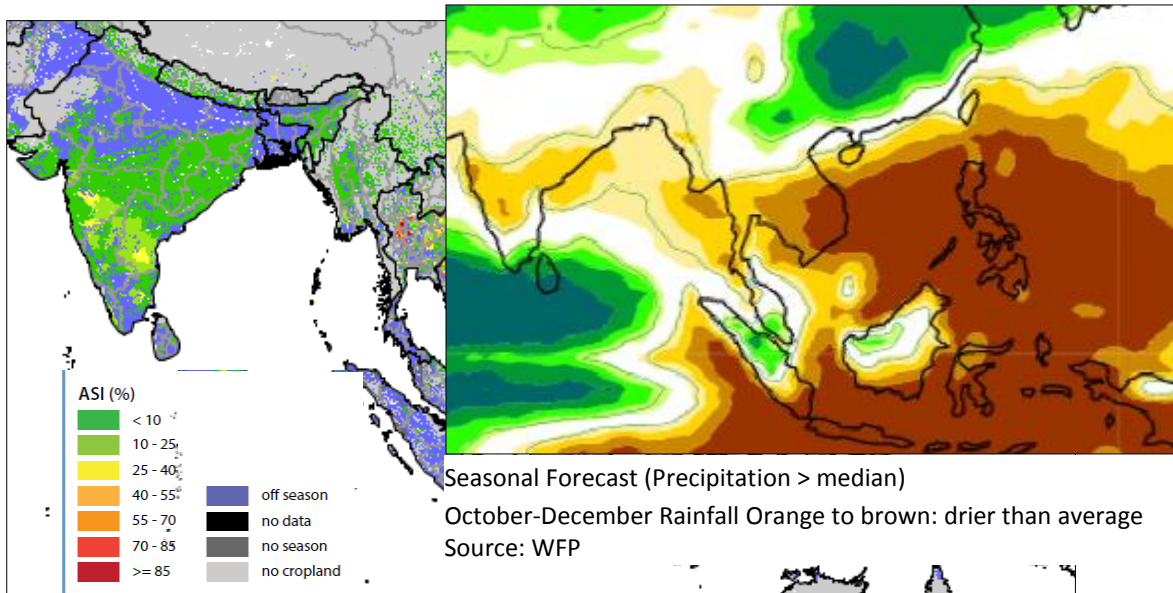 ASI (%)
< 10
10 - 25
25 - 40
40 - 55
55 - 70
70 - 85
>= 85
off season
no data
no season
no cropland
Seasonal Forecast (Precipitation > median)
October-December Rainfall Orange to brown: drier than average
Source: WFP